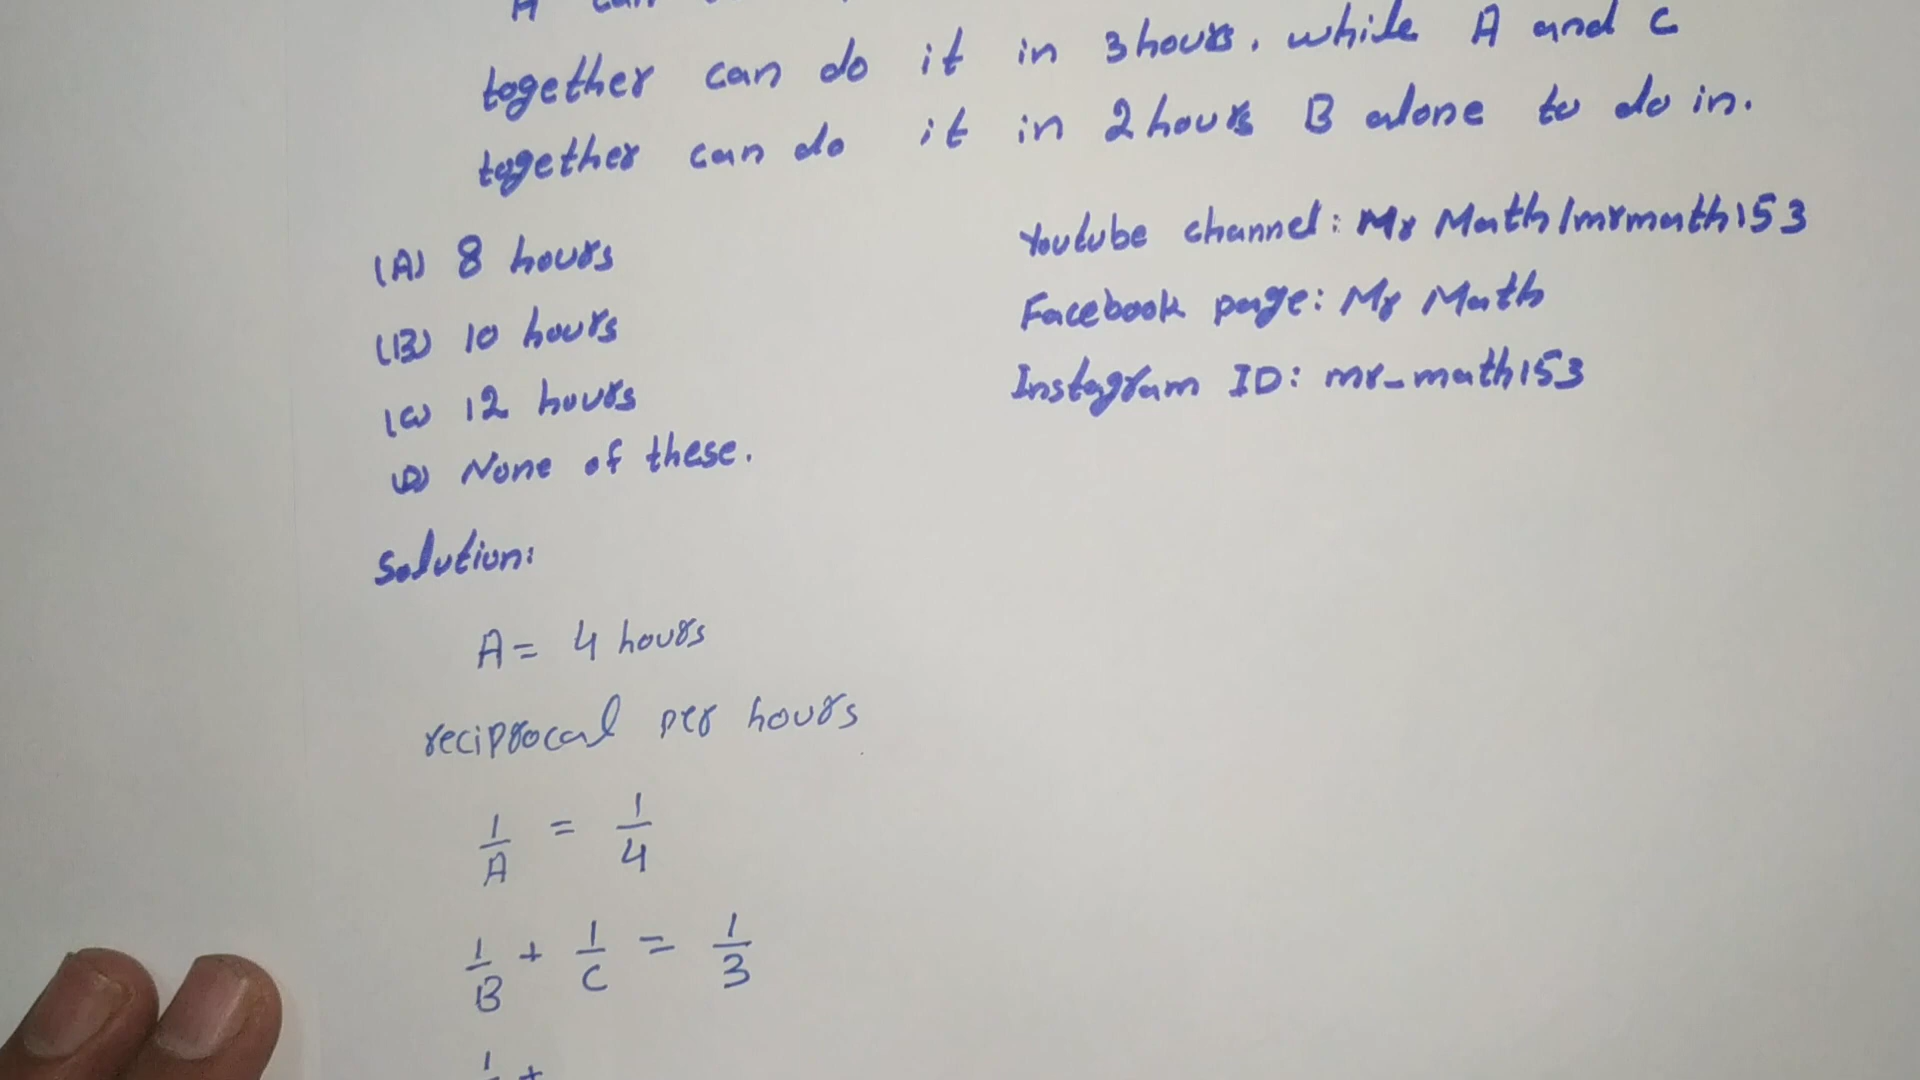 A can
together can do it in 3 hours. while A and C
together can do it in 2 hours B alone to do in.
(A) 8 hours
(B) 10 hours
(C) 12 hours
(D) None of these.
Youtube channel: Mr Math/mrmath153
Facebook page: Mr Math
Instagram ID: mr_math153
Solution:
A = 4 hours
reciprocal per hours
1/A = 1/4
1/B + 1/C = 1/3
1 +